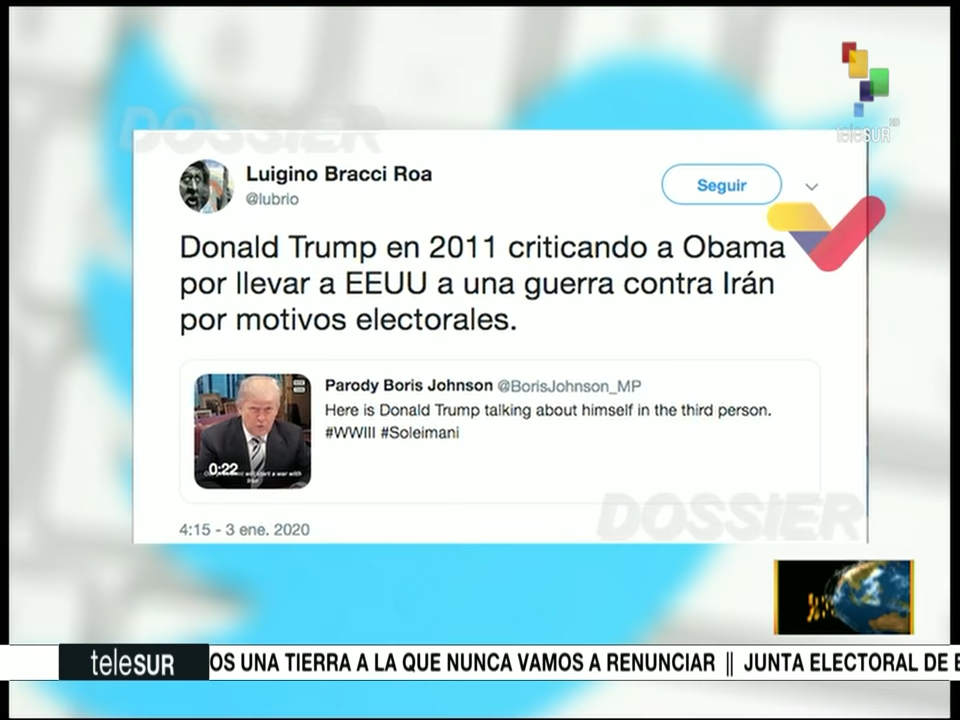 DOSSIER
teleSUR HD
Luigino Bracci Roa
@lubrio
Seguir
Donald Trump en 2011 criticando a Obama
por llevar a EEUU a una guerra contra Irán
por motivos electorales.
Parody Boris Johnson @BorisJohnson_MP
Here is Donald Trump talking about himself in the third person.
#WWIII #Soleimani
0:22
DOSSIER
4:15 - 3 ene. 2020
teleSUR OS UNA TIERRA A LA QUE NUNCA VAMOS A RENUNCIAR || JUNTA ELECTORAL DE